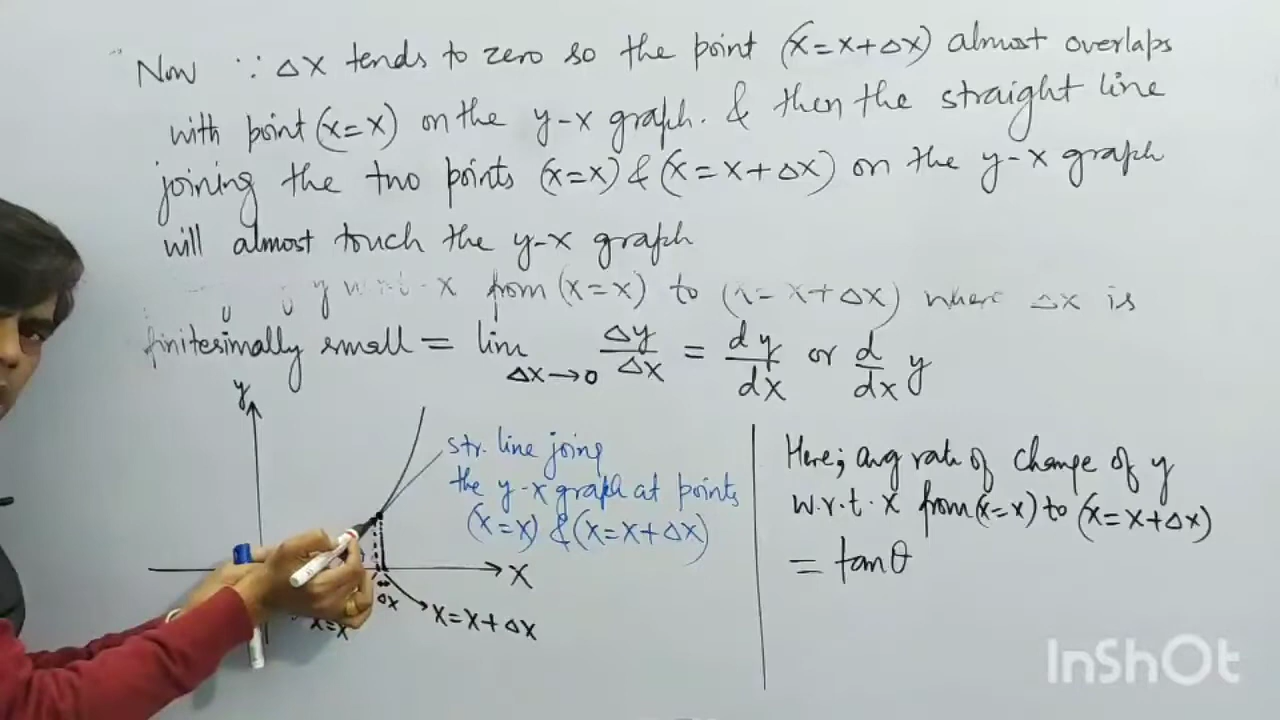 Now ∵ Δx tends to zero so the point (x=x+Δx) almost overlaps
with point (x=x) on the y-x graph. & then the straight line
joining the two points (x=x) & (x=x+Δx) on the y-x graph
will almost touch the y-x graph
y w.r.t. x from (x=x) to (x=x+Δx) where Δx is
finitesimally small = lim Δx→0 Δy/Δx = dy/dx or d/dx y
y
str. line joing
the y-x graph at points
(x=x) & (x=x+Δx)
x
Δx
x=x+Δx
x=x
Here; avg rate of change of y
w.r.t. x from (x=x) to (x=x+Δx)
= tanθ
InShOt